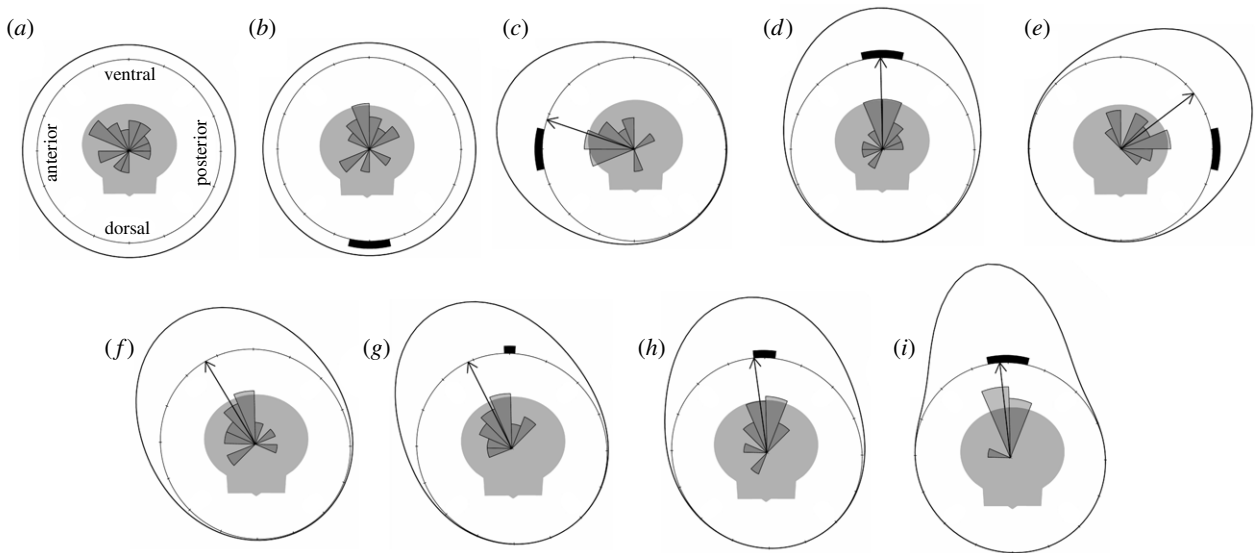 (a)
(b)
(c)
(d)
(e)
ventral
anterior
posterior
dorsal
(f)
(g)
(h)
(i)